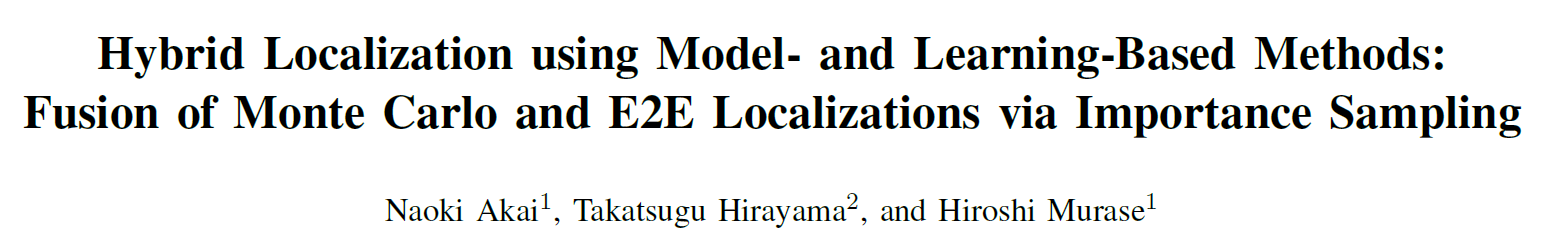 Hybrid Localization using Model- and Learning-Based Methods:
Fusion of Monte Carlo and E2E Localizations via Importance Sampling
Naoki Akai¹, Takatsugu Hirayama², and Hiroshi Murase¹